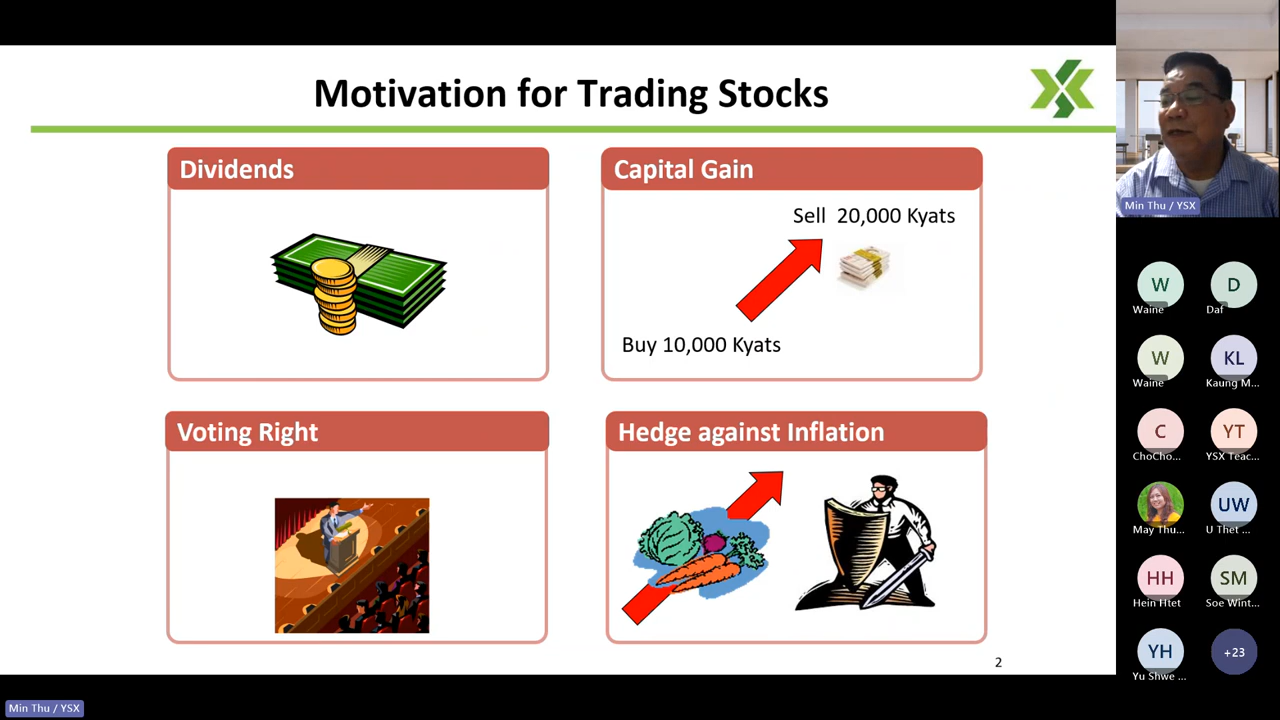 Motivation for Trading Stocks
Dividends
Capital Gain
Sell 20,000 Kyats
Buy 10,000 Kyats
Voting Right
Hedge against Inflation
2
Min Thu / YSX
Min Thu / YSX
W
Waine
D
Daf
W
Waine
KL
Kaung M...
C
ChoCho...
YT
YSX Teac...
May Thu...
UW
U Thet ...
HH
Hein Htet
SM
Soe Wint...
YH
Yu Shwe ...
+23